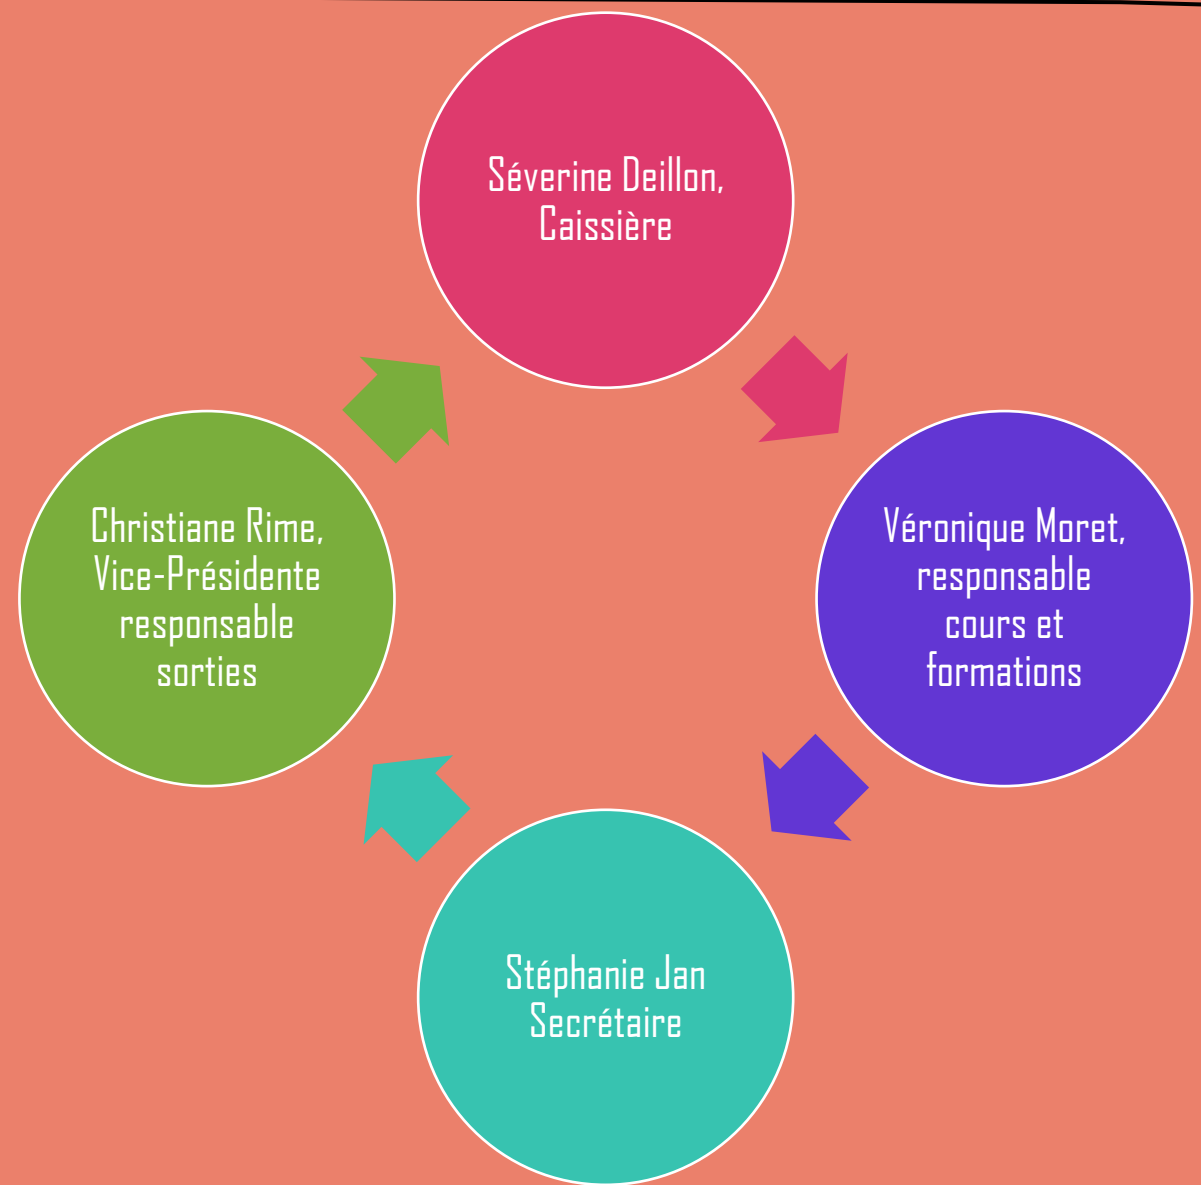 Séverine Deillon,
Caissière
Véronique Moret,
responsable
cours et
formations
Stéphanie Jan
Secrétaire
Christiane Rime,
Vice-Présidente
responsable
sorties